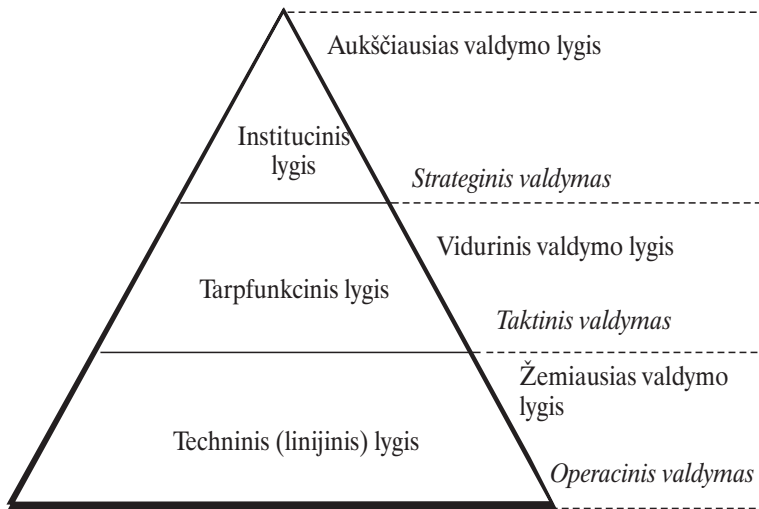 Aukščiausias valdymo lygis
Institucinis
lygis
Strateginis valdymas
Vidurinis valdymo lygis
Tarpfunkcinis lygis
Taktinis valdymas
Žemiausias valdymo
lygis
Techninis (linijinis) lygis
Operacinis valdymas